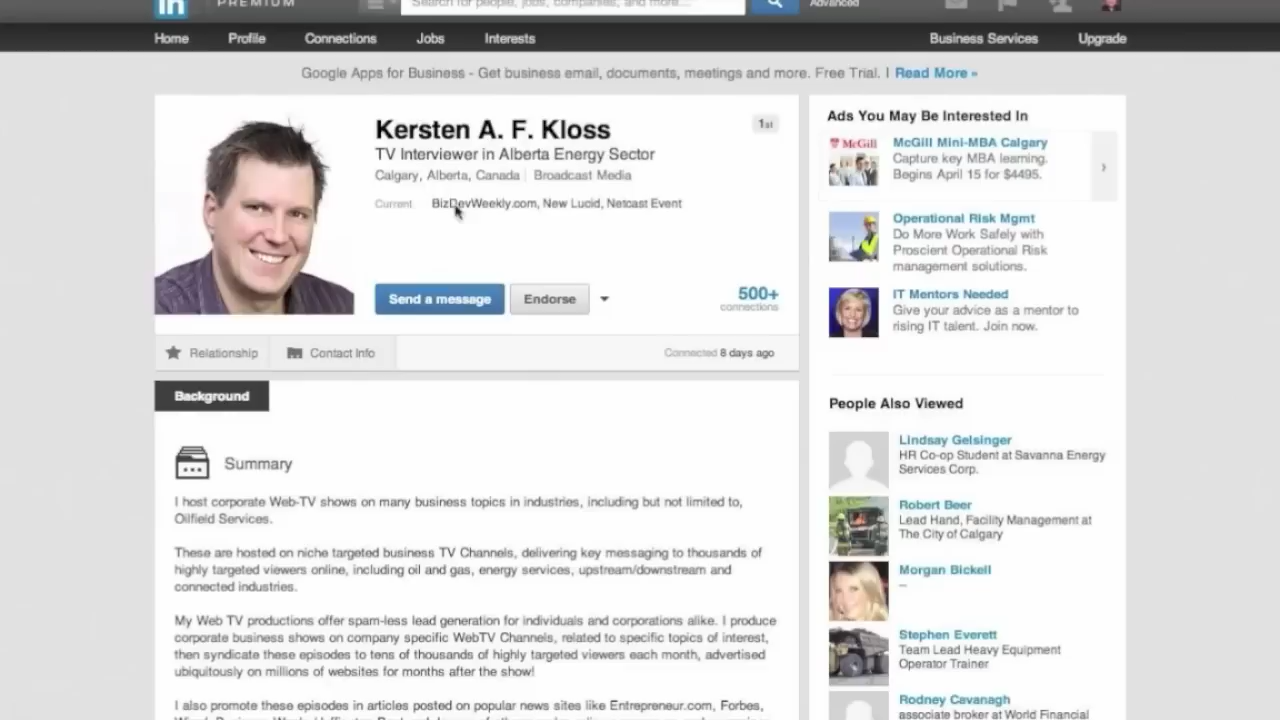 in PREMIUM
Search for people, jobs, companies, and more...
Advanced
Home Profile Connections Jobs Interests Business Services Upgrade
Google Apps for Business - Get business email, documents, meetings and more. Free Trial. | Read More »
Kersten A. F. Kloss
1st
TV Interviewer in Alberta Energy Sector
Calgary, Alberta, Canada | Broadcast Media
Current BizDevWeekly.com, New Lucid, Netcast Event
Send a message Endorse
500+
connections
Relationship Contact Info Connected 8 days ago
Background
Summary
I host corporate Web-TV shows on many business topics in industries, including but not limited to,
Oilfield Services.
These are hosted on niche targeted business TV Channels, delivering key messaging to thousands of
highly targeted viewers online, including oil and gas, energy services, upstream/downstream and
connected industries.
My Web TV productions offer spam-less lead generation for individuals and corporations alike. I produce
corporate business shows on company specific WebTV Channels, related to specific topics of interest,
then syndicate these episodes to tens of thousands of highly targeted viewers each month, advertised
ubiquitously on millions of websites for months after the show!
I also promote these episodes in articles posted on popular news sites like Entrepreneur.com, Forbes,
Ads You May Be Interested In
McGill
McGill Mini-MBA Calgary
Capture key MBA learning.
Begins April 15 for $4495.
Operational Risk Mgmt
Do More Work Safely with
Proscient Operational Risk
management solutions.
IT Mentors Needed
Give your advice as a mentor to
rising IT talent. Join now.
People Also Viewed
Lindsay Gelsinger
HR Co-op Student at Savanna Energy
Services Corp.
Robert Beer
Lead Hand, Facility Management at
The City of Calgary
Morgan Bickell
--
Stephen Everett
Team Lead Heavy Equipment
Operator Trainer
Rodney Cavanagh
associate broker at World Financial